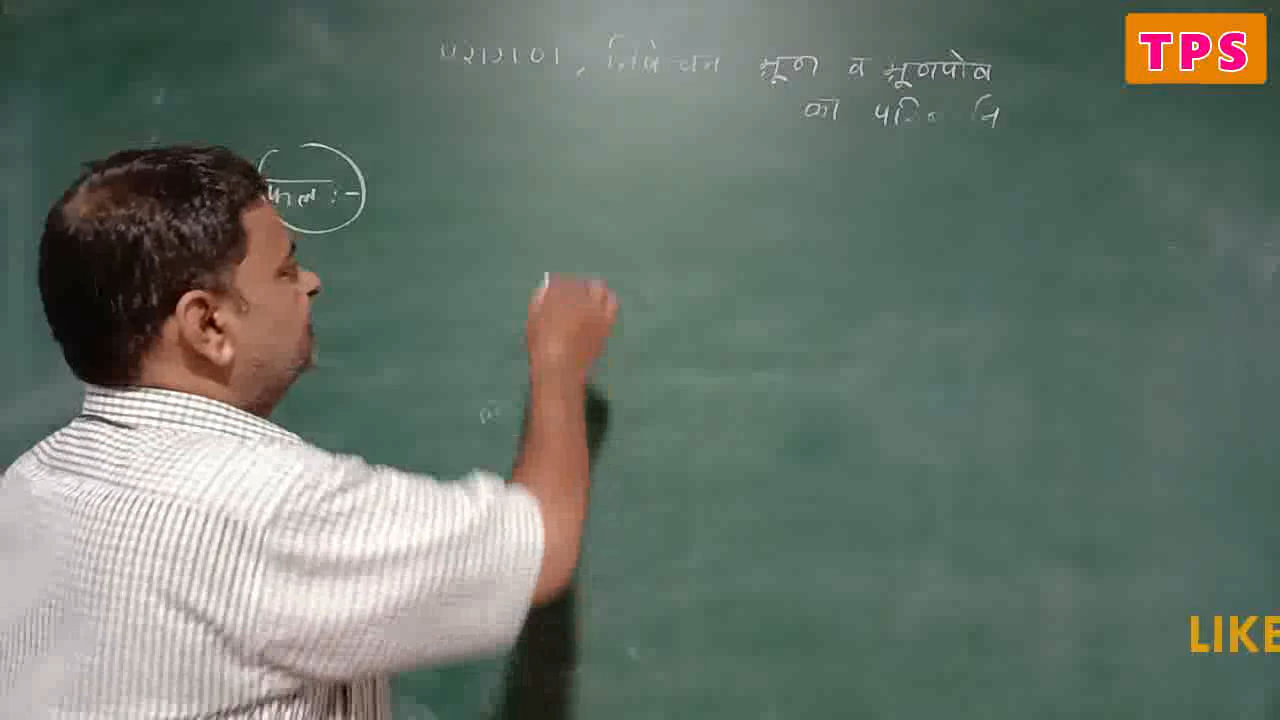 TPS
परागण, निषेचन भ्रूण व भ्रूणपोष
का
फल :-
LIKE